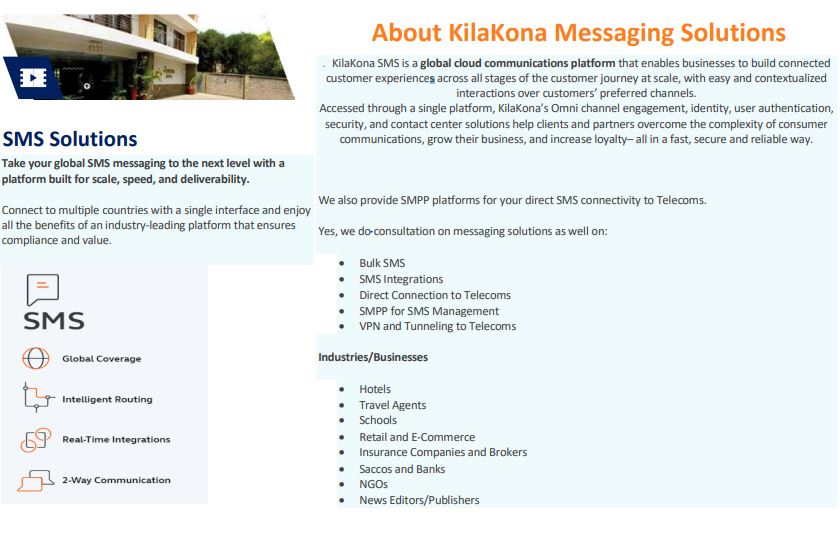 About KilaKona Messaging Solutions
. KilaKona SMS is a global cloud communications platform that enables businesses to build connected
customer experiences across all stages of the customer journey at scale, with easy and contextualized
interactions over customers’ preferred channels.
Accessed through a single platform, KilaKona’s Omni channel engagement, identity, user authentication,
security, and contact center solutions help clients and partners overcome the complexity of consumer
communications, grow their business, and increase loyalty– all in a fast, secure and reliable way.
We also provide SMPP platforms for your direct SMS connectivity to Telecoms.
Yes, we do consultation on messaging solutions as well on:
• Bulk SMS
• SMS Integrations
• Direct Connection to Telecoms
• SMPP for SMS Management
• VPN and Tunneling to Telecoms
Industries/Businesses
• Hotels
• Travel Agents
• Schools
• Retail and E-Commerce
• Insurance Companies and Brokers
• Saccos and Banks
• NGOs
• News Editors/Publishers
SMS Solutions
Take your global SMS messaging to the next level with a
platform built for scale, speed, and deliverability.
Connect to multiple countries with a single interface and enjoy
all the benefits of an industry-leading platform that ensures
compliance and value.
SMS
Global Coverage
Intelligent Routing
Real-Time Integrations
2-Way Communication